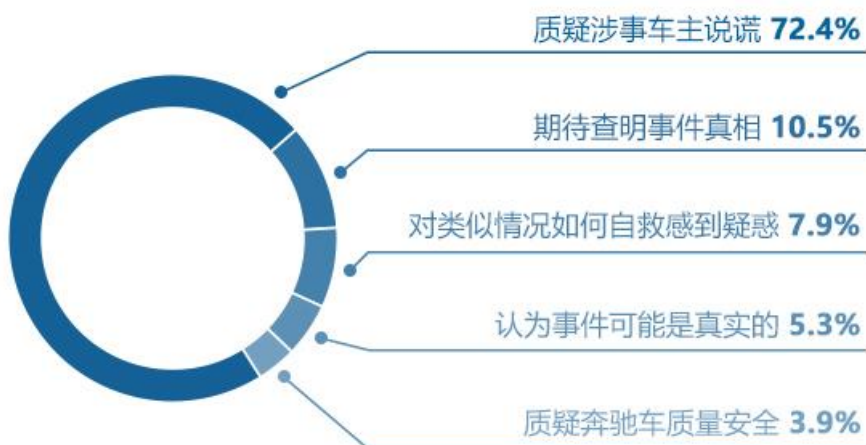 质疑涉事车主说谎 72.4%
期待查明事件真相 10.5%
对类似情况如何自救感到疑惑 7.9%
认为事件可能是真实的 5.3%
质疑奔驰车质量安全 3.9%